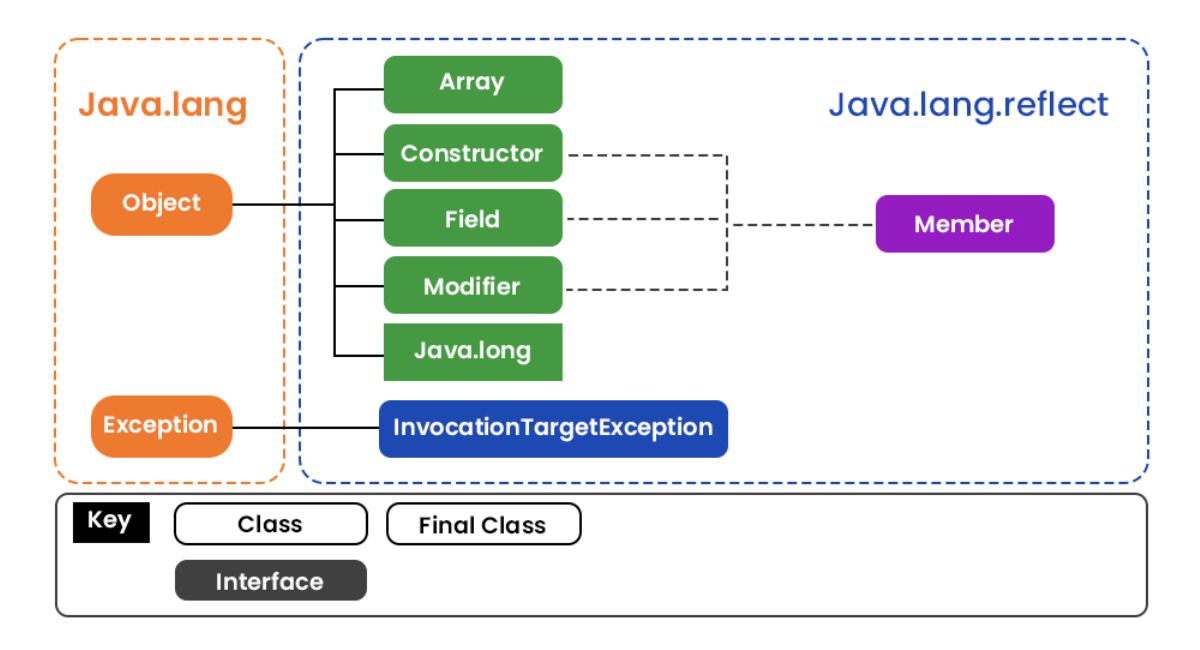 Java.lang
Java.lang.reflect
Array
Constructor
Object
Field
Member
Modifier
Java.long
Exception
InvocationTargetException
Key
Class
Final Class
Interface